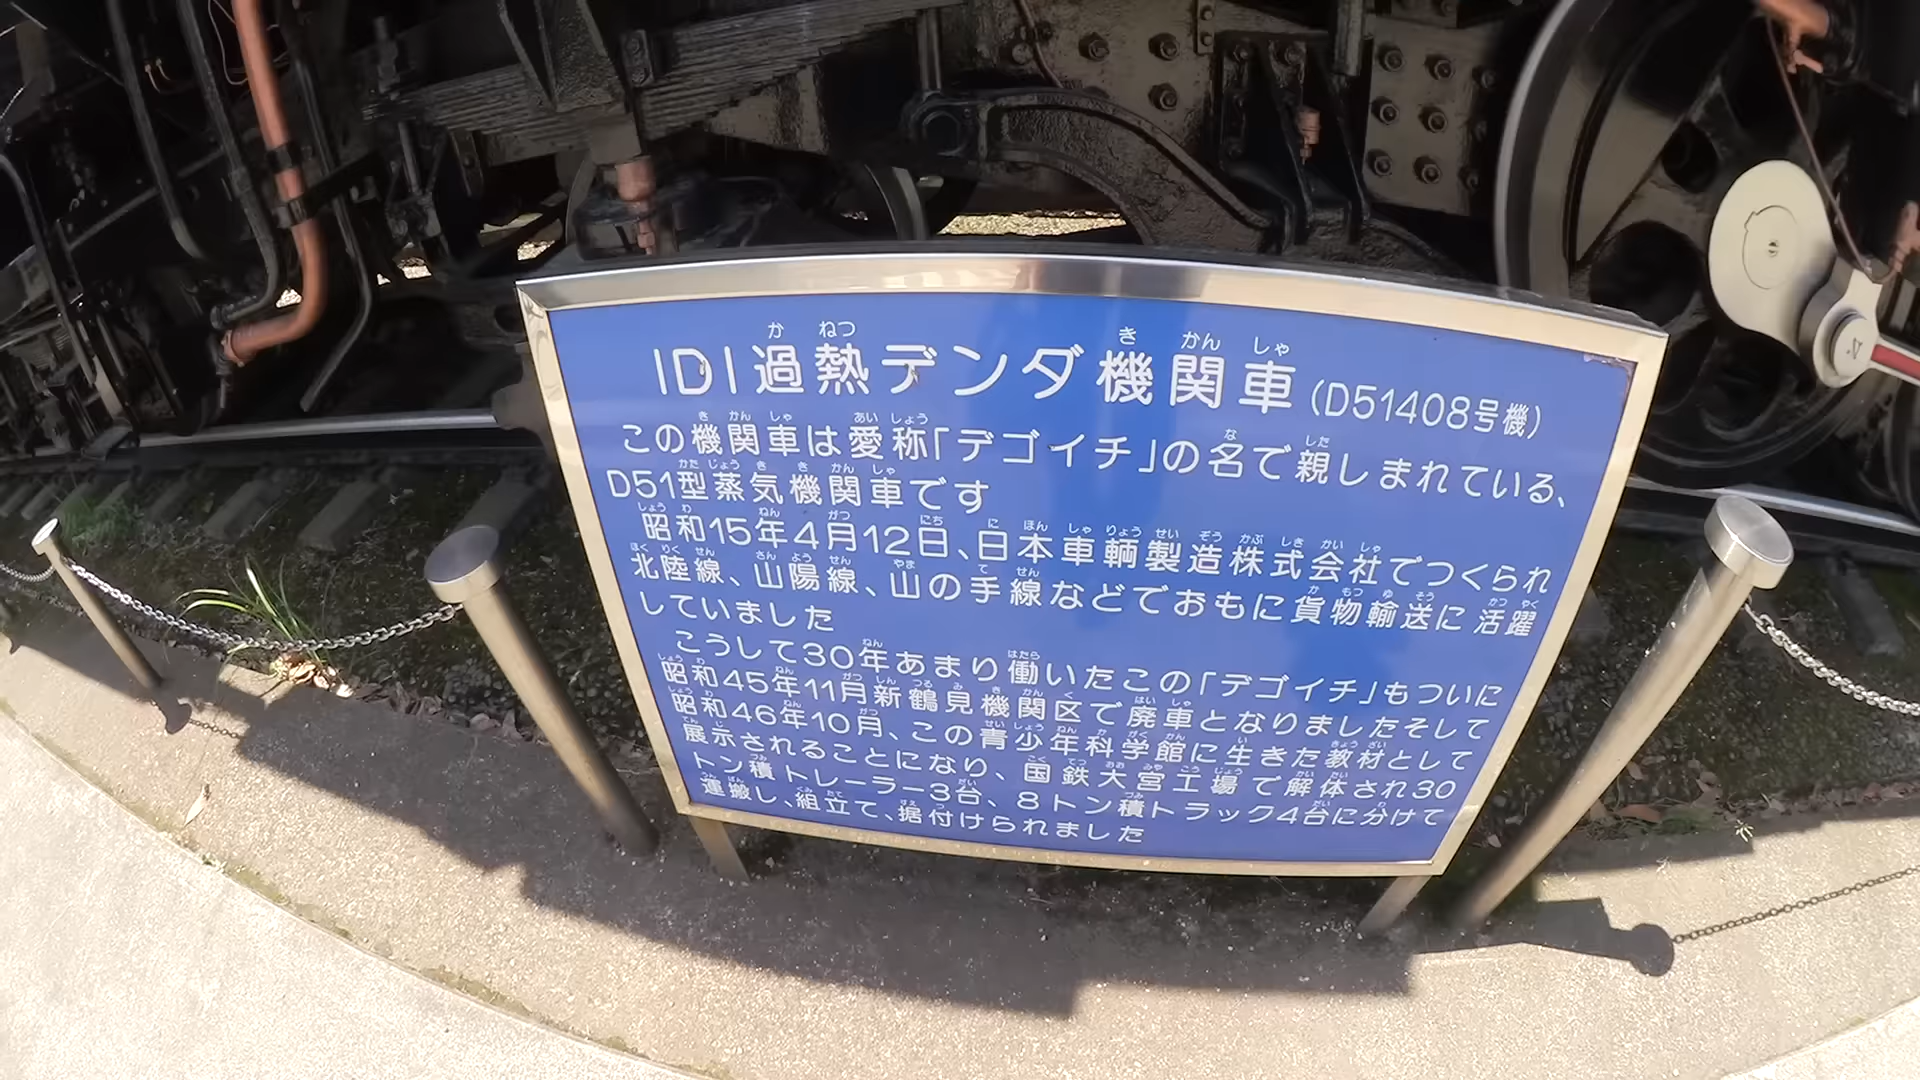 1D1過熱デンダ機関車(D51408号機)
この機関車は愛称「デゴイチ」の名で親しまれている、
D51型蒸気機関車です
昭和15年4月12日、日本車輌製造株式会社でつくられ
北陸線、山陽線、山の手線などでおもに貨物輸送に活躍
していました
こうして30年あまり働いたこの「デゴイチ」もついに
昭和45年11月新鶴見機関区で廃車となりましたそして
昭和46年10月、この青少年科学館に生きた教材として
展示されることになり、国鉄大宮工場で解体され30
トン積トレーラー3台、8トン積トラック4台に分けて
運搬し、組立て、据付けられました